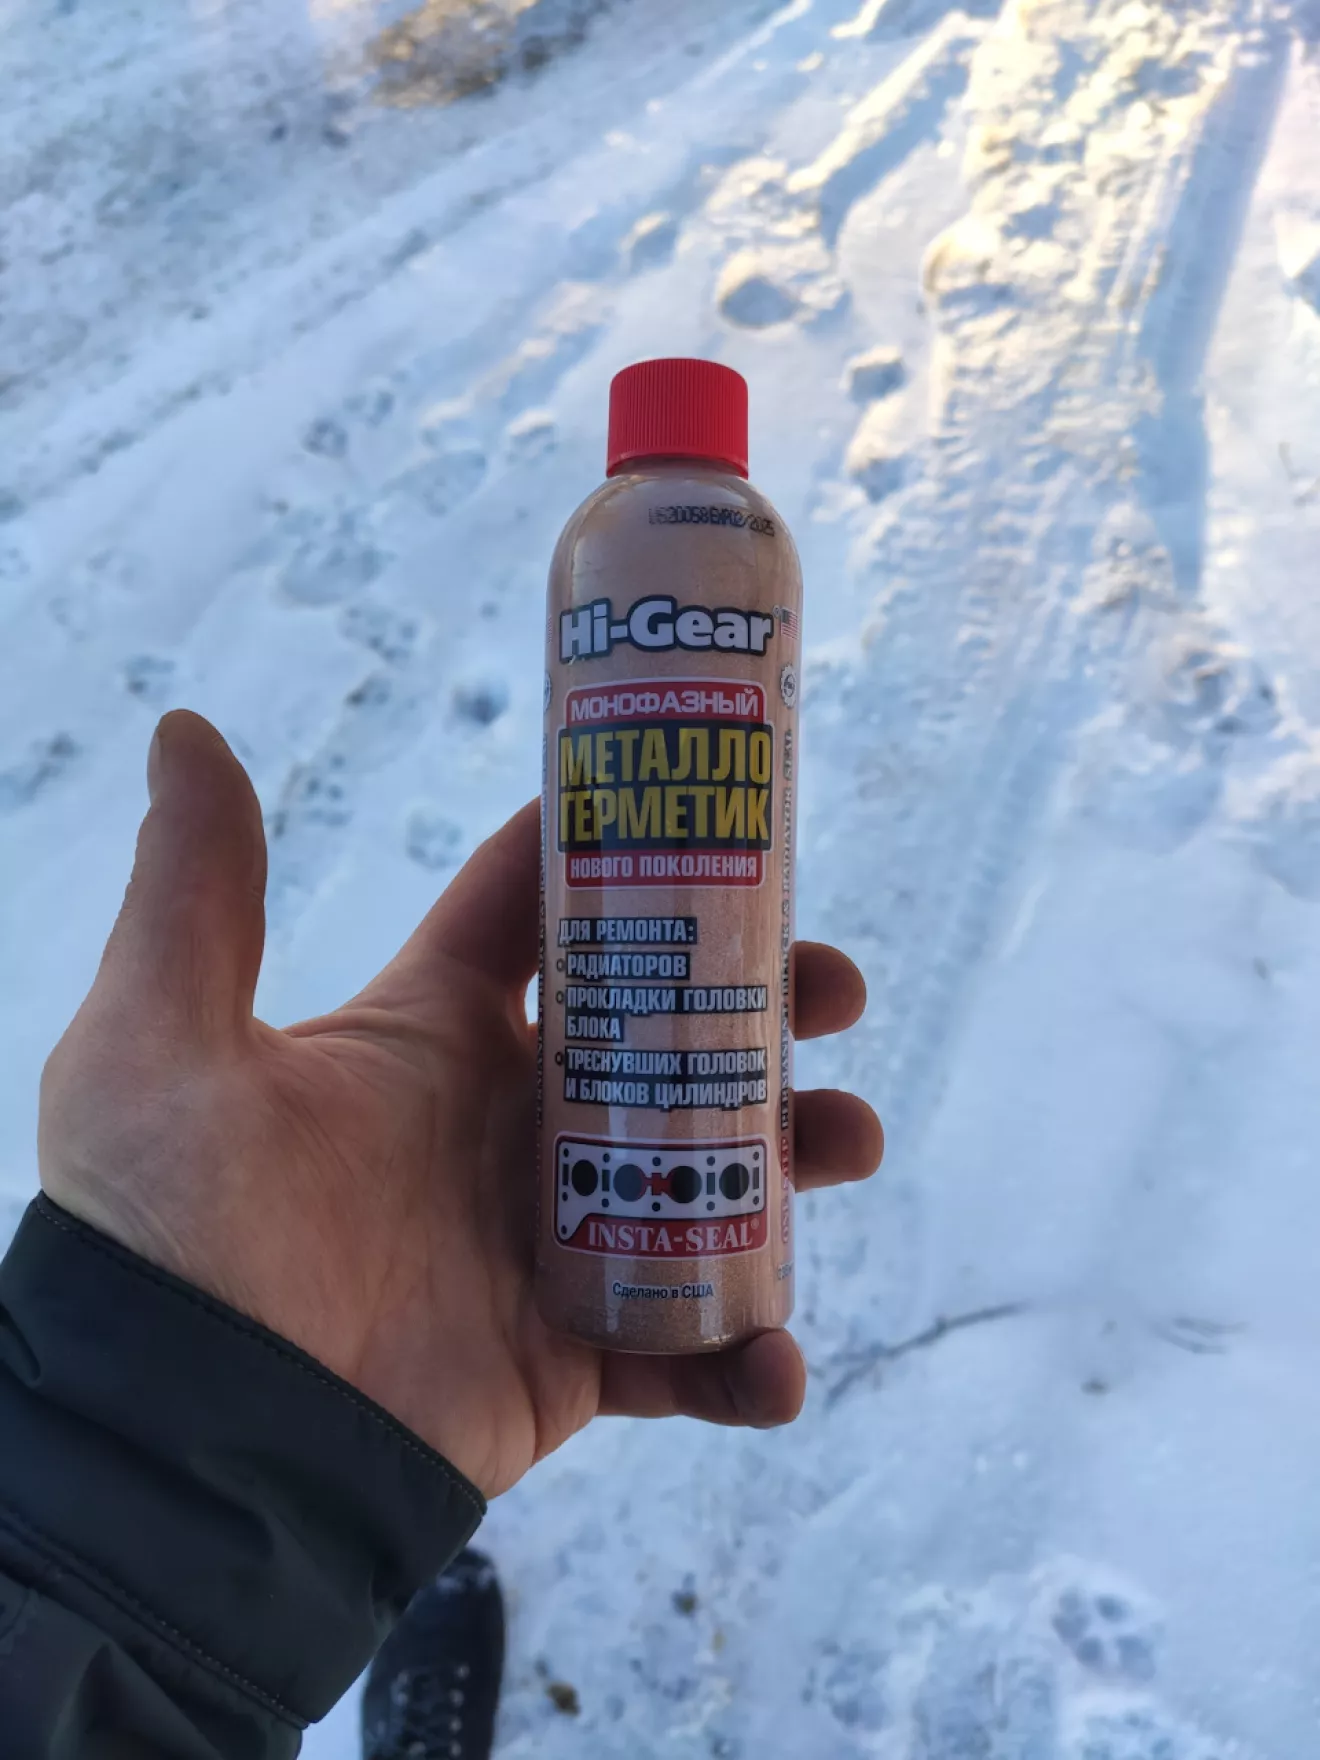 Hi-Gear
МОНОФАЗНЫЙ
МЕТАЛЛО
ГЕРМЕТИК
НОВОГО ПОКОЛЕНИЯ
ДЛЯ РЕМОНТА:
РАДИАТОРОВ
ПРОКЛАДКИ ГОЛОВКИ
БЛОКА
ТРЕСНУВШИХ ГОЛОВОК
И БЛОКОВ ЦИЛИНДРОВ
INSTA-SEAL®
Сделано в США